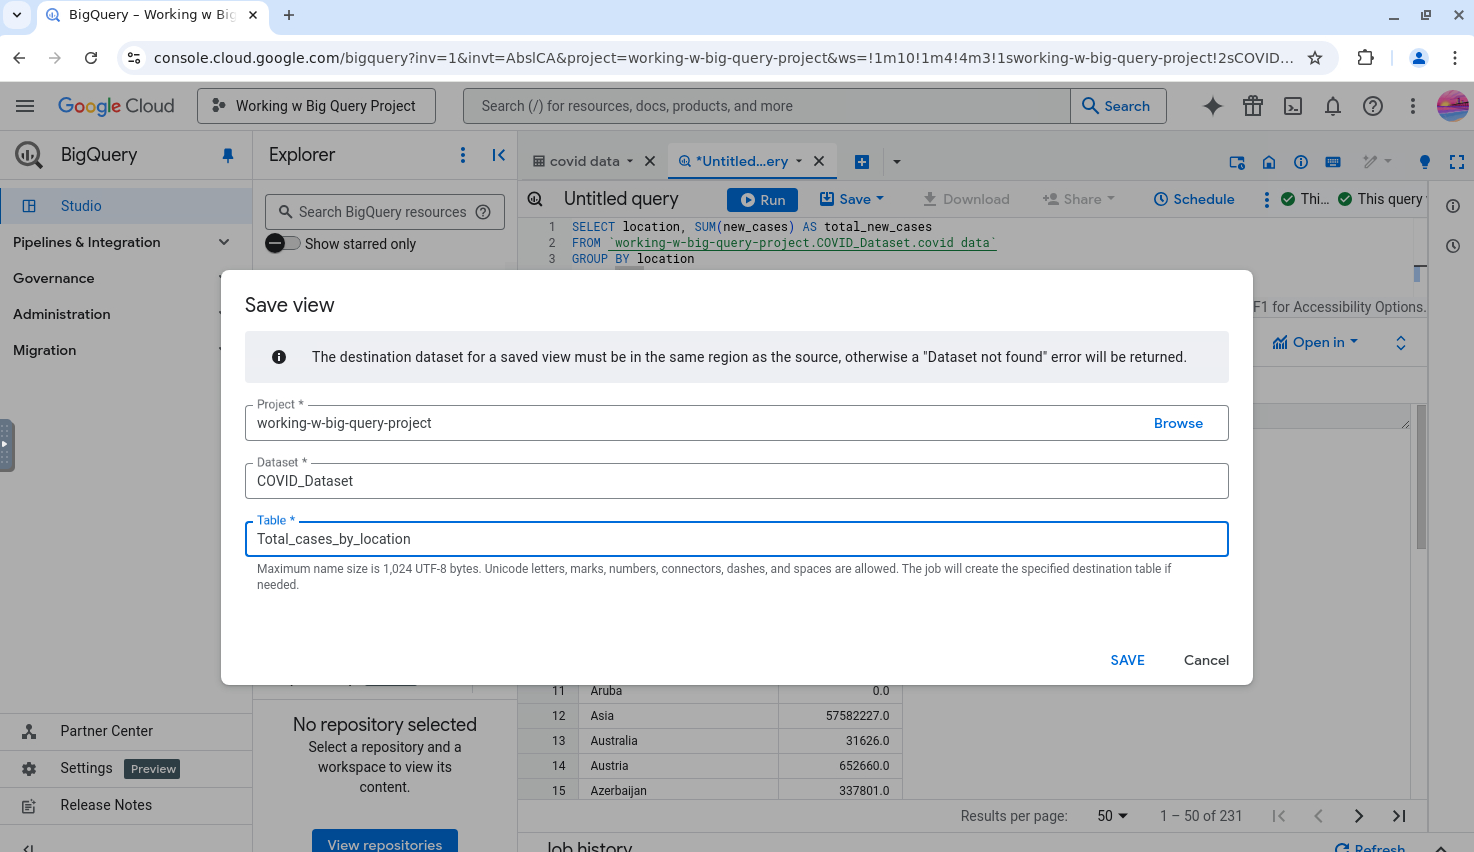 BigQuery – Working w Big
console.cloud.google.com/bigquery?inv=1&invt=AbslCA&project=working-w-big-query-project&ws=!1m10!1m4!4m3!1sworking-w-big-query-project!2sCOVID...
Google Cloud
Working w Big Query Project
Search (/) for resources, docs, products, and more
Search
BigQuery
Studio
Pipelines & Integration
Governance
Administration
Migration
Partner Center
Settings
Preview
Release Notes
Explorer
Search BigQuery resources
Show starred only
No repository selected
Select a repository and a
workspace to view its
content.
View repositories
covid data
*Untitled...ery
Untitled query
Run
Save
Download
Share
Schedule
Thi...
This query
1 SELECT location, SUM(new_cases) AS total_new_cases
2 FROM `working-w-big-query-project.COVID_Dataset.covid data`
3 GROUP BY location
F1 for Accessibility Options.
Open in
Save view
The destination dataset for a saved view must be in the same region as the source, otherwise a "Dataset not found" error will be returned.
Project *
working-w-big-query-project
Browse
Dataset *
COVID_Dataset
Table *
Total_cases_by_location
Maximum name size is 1,024 UTF-8 bytes. Unicode letters, marks, numbers, connectors, dashes, and spaces are allowed. The job will create the specified destination table if
needed.
SAVE
Cancel
11 Aruba 0.0
12 Asia 57582227.0
13 Australia 31626.0
14 Austria 652660.0
15 Azerbaijan 337801.0
Results per page: 50 1 – 50 of 231
Job history
Refresh